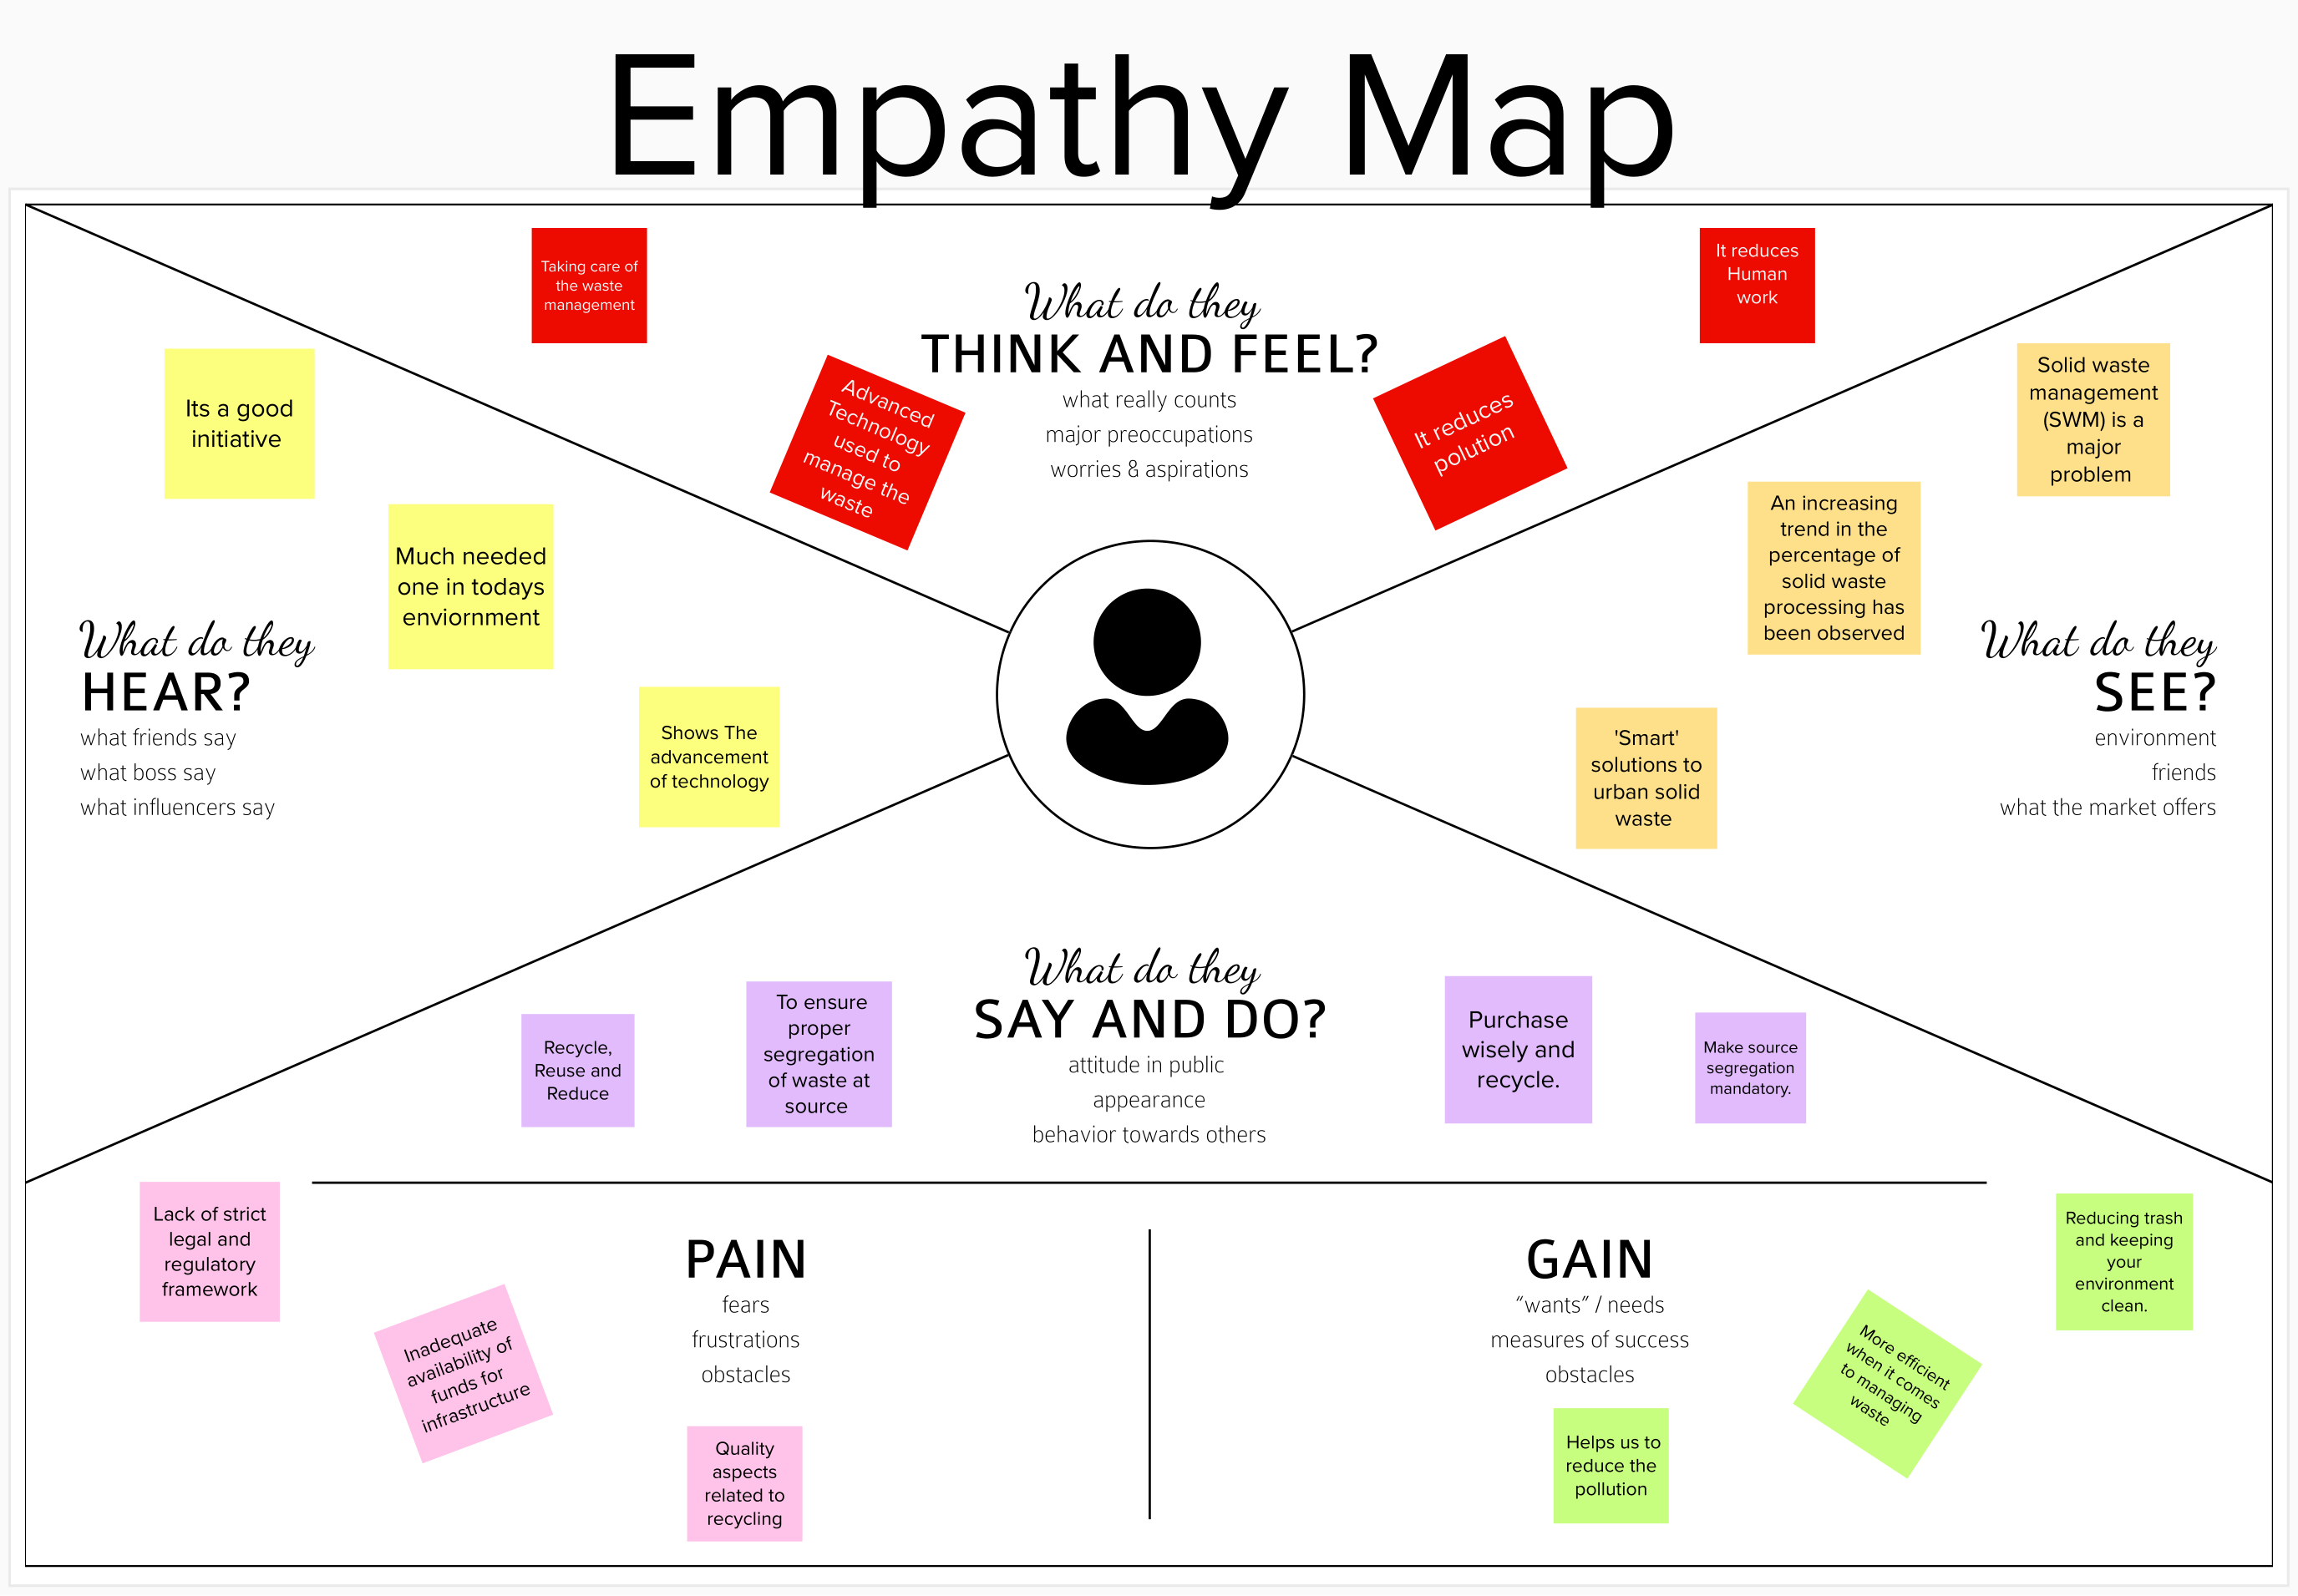 Empathy Map
Taking care of
the waste
management
Advanced
Technology
used to
manage the
waste
What do they
THINK AND FEEL?
what really counts
major preoccupations
worries & aspirations
It reduces
polution
It reduces
Human
work
Its a good
initiative
Much needed
one in todays
enviornment
Shows The
advancement
of technology
What do they
HEAR?
what friends say
what boss say
what influencers say
Solid waste
management
(SWM) is a
major
problem
An increasing
trend in the
percentage of
solid waste
processing has
been observed
'Smart'
solutions to
urban solid
waste
What do they
SEE?
environment
friends
what the market offers
Recycle,
Reuse and
Reduce
To ensure
proper
segregation
of waste at
source
What do they
SAY AND DO?
attitude in public
appearance
behavior towards others
Purchase
wisely and
recycle.
Make source
segregation
mandatory.
Lack of strict
legal and
regulatory
framework
Inadequate
availability of
funds for
infrastructure
PAIN
fears
frustrations
obstacles
Quality
aspects
related to
recycling
GAIN
“wants” / needs
measures of success
obstacles
Helps us to
reduce the
pollution
More efficient
when it comes
to managing
waste
Reducing trash
and keeping
your
environment
clean.